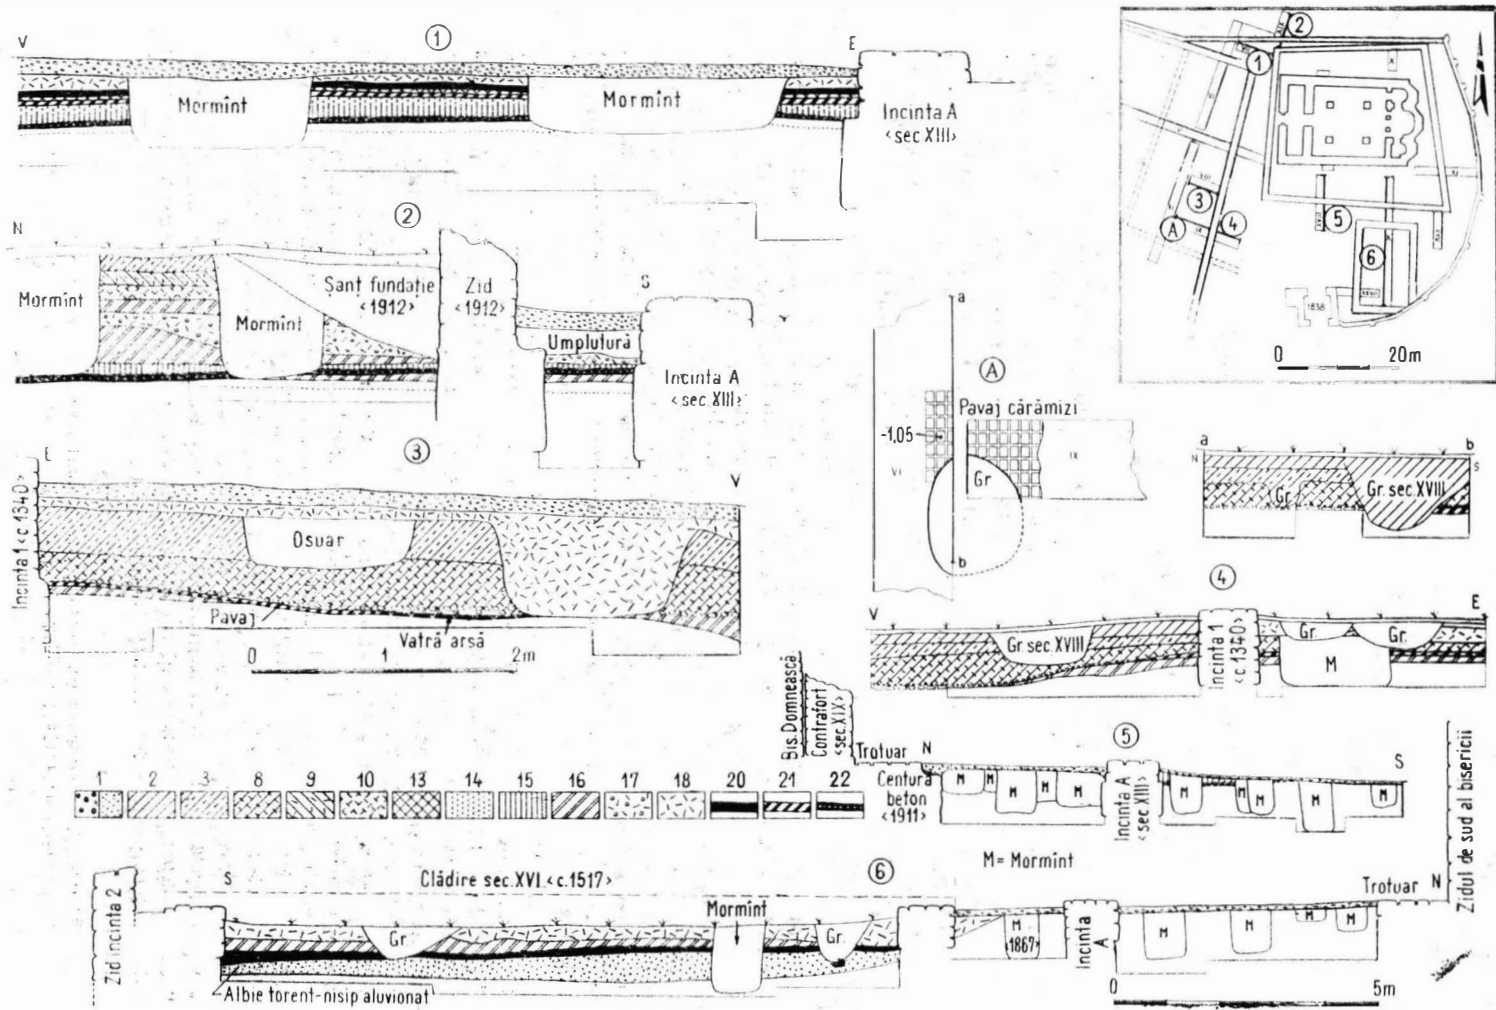 1
V
E
Mormînt
Mormînt
Incinta A
<sec XIII>
2
N
S
Mormînt
Mormînt
Șanț fundație
<1912>
Zid
<1912>
Umplutură
Incinta A
<sec. XIII>
3
E
V
Incinta 1 <c 1340>
Osuar
Pavaj
Vatră arsă
0 1 2m
2
1
3
4
A
5
6
1838
0 20m
A
a
Pavaj cărămizi
-1,05
VI
IX
Gr
b
a b
N
S
Gr
Gr. sec. XVIII
4
V
E
Gr. sec. XVIII
Incinta 1
<c.1340>
Gr.
Gr.
M
Bis. Domnească
Contrafort
<sec. XIX>
Trotuar N
5
S
M M M M M
Incinta A
<sec XIII>
M M M M M
Centura
beton
<1911>
M = Mormînt
Zidul de sud al bisericii
1 2 3 8 9 10 13 14 15 16 17 18 20 21 22
6
Zid incinta 2
S
Clădire sec. XVI <c.1517>
Gr.
Mormînt
Gr.
M
<1867>
Incinta
A
M M M M
Trotuar N
Albie torent-nisip aluvionat
0 5m